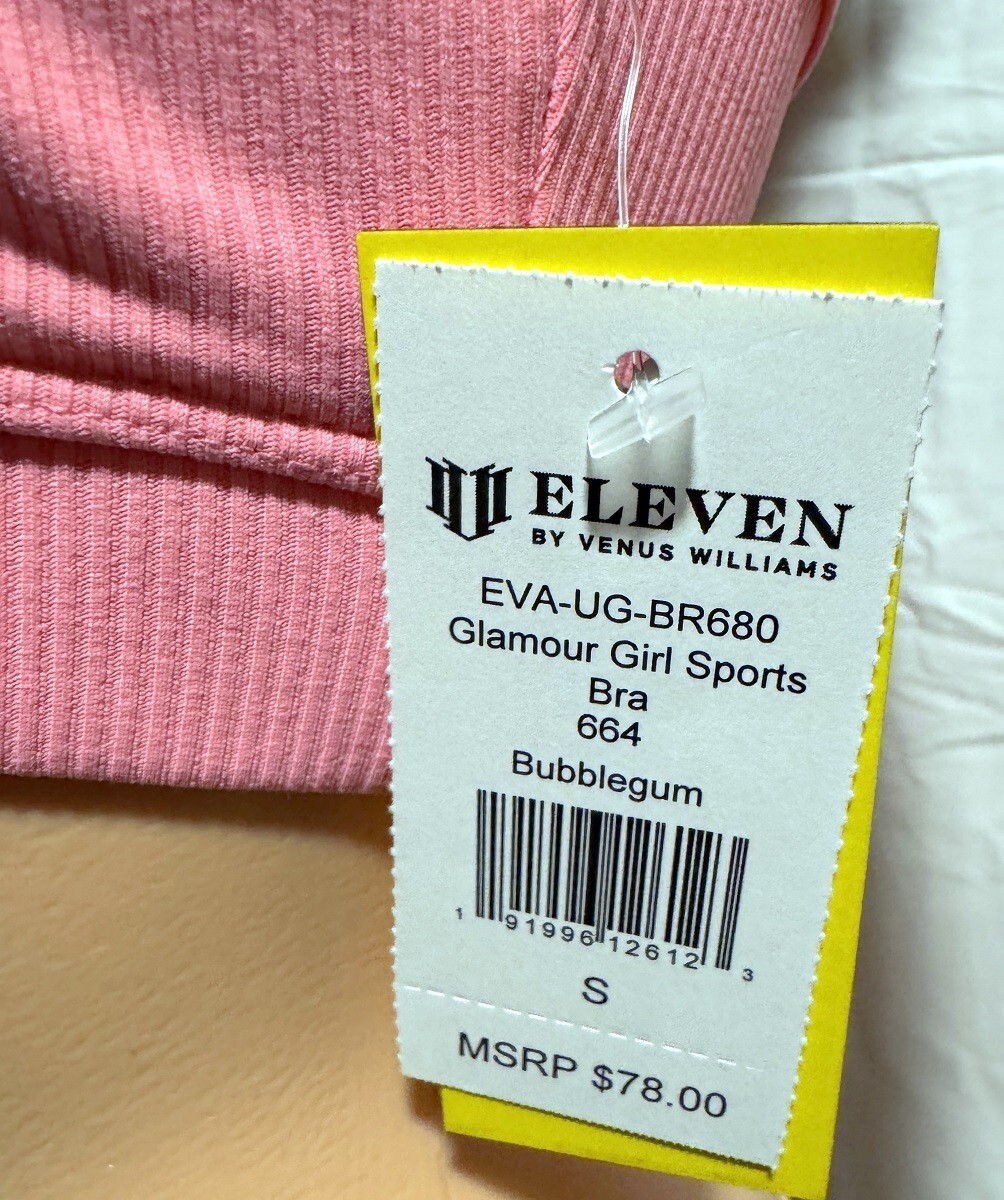 ELEVEN
BY VENUS WILLIAMS
EVA-UG-BR680
Glamour Girl Sports
Bra
664
Bubblegum
1 91996 12612 3
S
MSRP $78.00